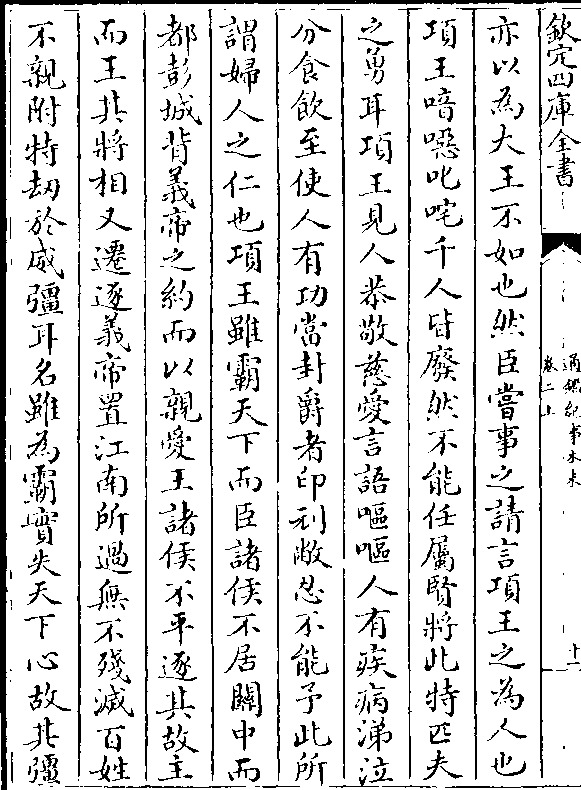 欽定四庫全書
通鑑紀事本末
卷二上
十一
亦以為大王不如也然臣嘗事之請言項王之為人也
項王喑噁叱咤千人皆廢然不能任屬賢將此特匹夫
之勇耳項王見人恭敬慈愛言語嘔嘔人有疾病涕泣
分食飲至使人有功當封爵者印刓敝忍不能予此所
謂婦人之仁也項王雖霸天下而臣諸侯不居關中而
都彭城背義帝之約而以親愛王諸侯不平逐其故主
而王其將相又遷逐義帝置江南所過無不殘滅百姓
不親附特劫於威彊耳名雖為霸實失天下心故其彊